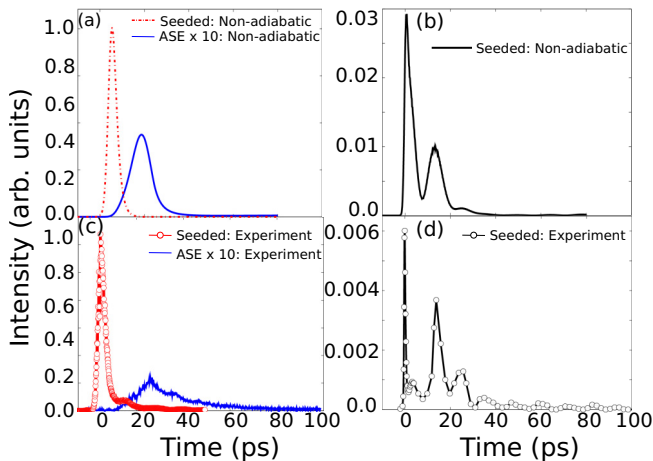 (a)
Seeded: Non-adiabatic
ASE x 10: Non-adiabatic
1.0
0.8
0.6
0.4
0.2
0.0
(b)
Seeded: Non-adiabatic
0.03
0.02
0.01
0.00
Intensity (arb. units)
(c)
Seeded: Experiment
ASE x 10: Experiment
1.0
0.8
0.6
0.4
0.2
0.0
0 20 40 60 80 100
Time (ps)
(d)
Seeded: Experiment
0.006
0.004
0.002
0.000
0 20 40 60 80 100
Time (ps)